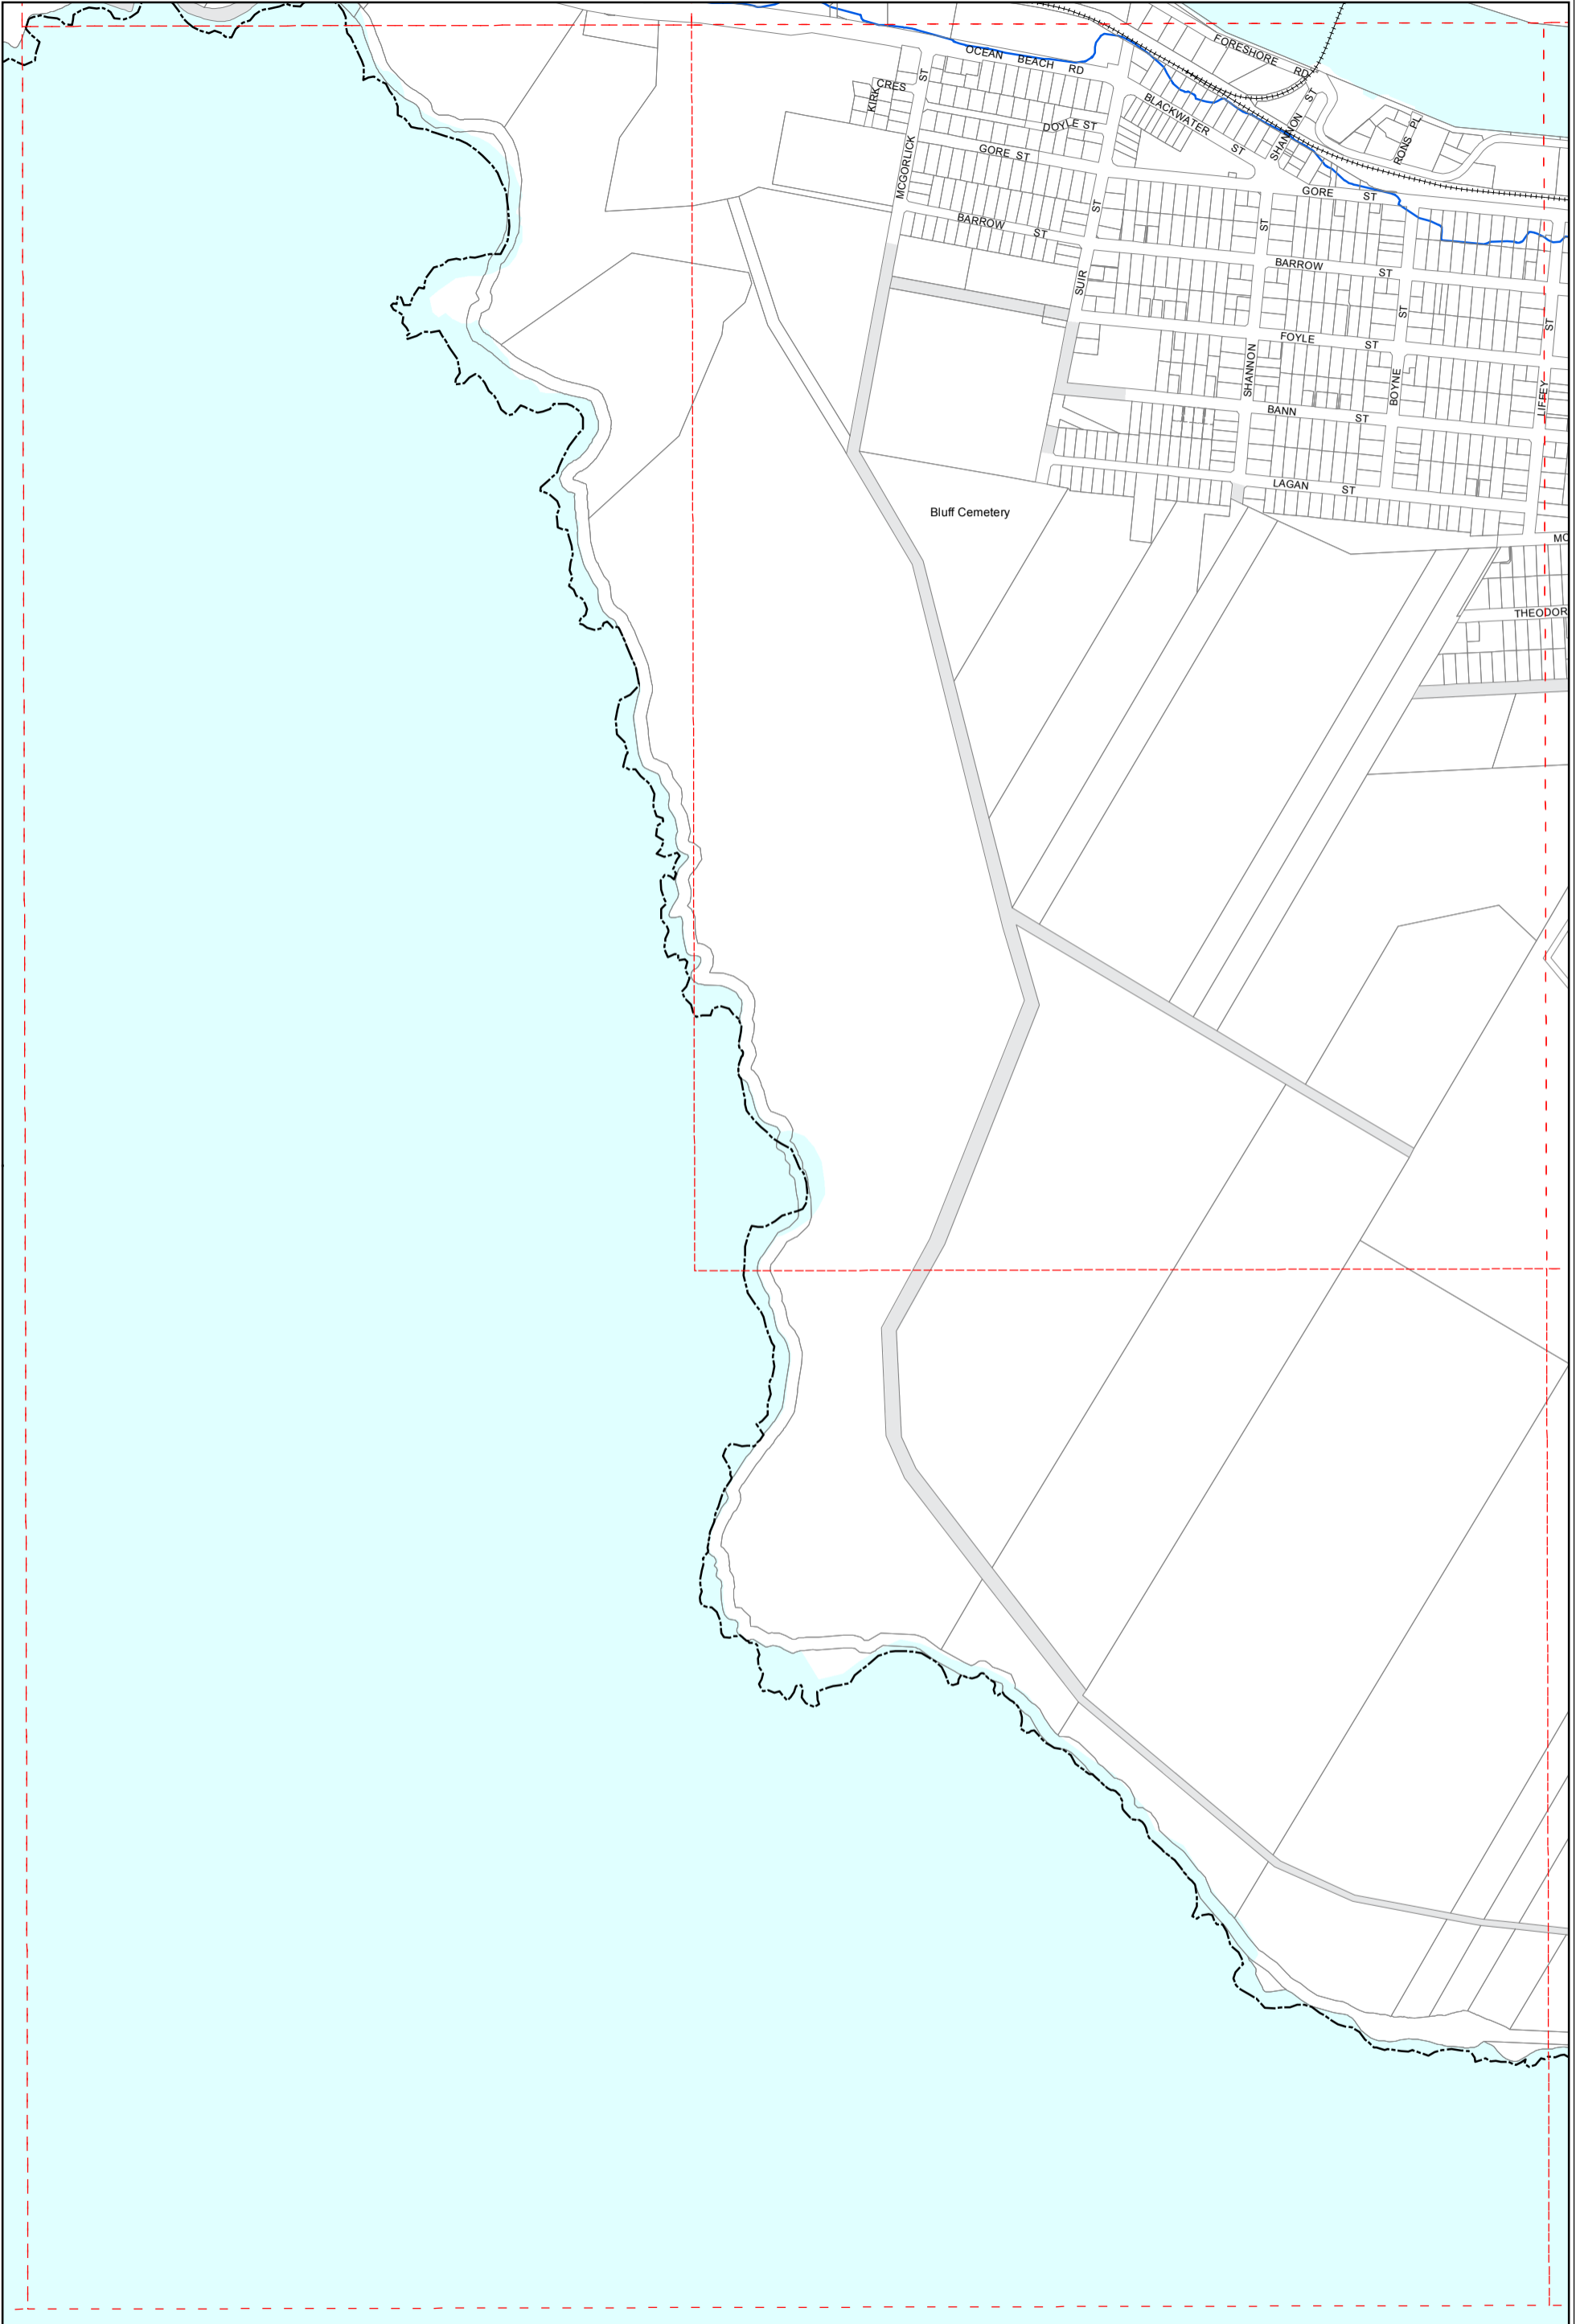 FORESHORE RD
OCEAN BEACH RD
KIRK CRES
ST
BLACKWATER ST
SHANNON ST
RONS PL
DOYLE ST
GORE ST
MCGORLICK
GORE ST
BARROW ST
ST
ST
BARROW ST
SUIR
ST
ST
FOYLE ST
SHANNON
BOYNE
LIFFEY
BANN ST
LAGAN ST
Bluff Cemetery
MC
THEODOR